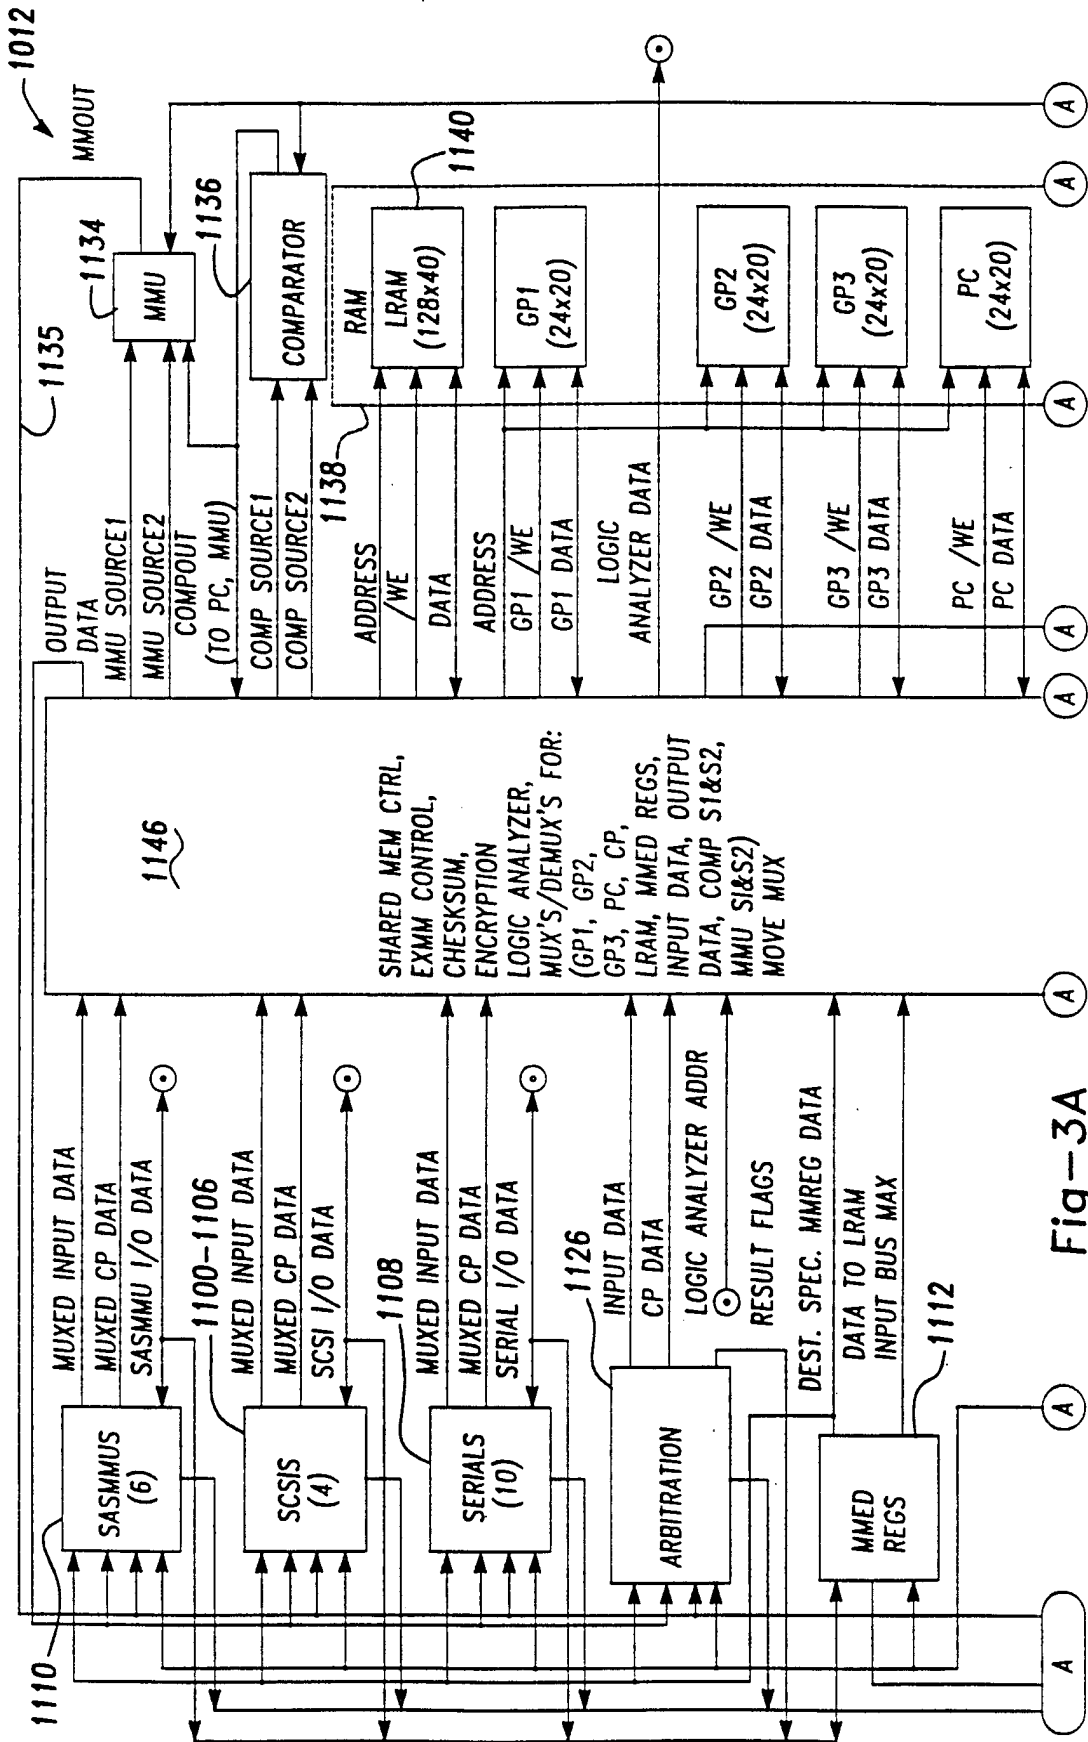 1012
MMOUT
1135
1134
MMU
1136
COMPARATOR
1138
RAM
LRAM
(128x40)
1140
GP1
(24x20)
GP2
(24x20)
GP3
(24x20)
PC
(24x20)
OUTPUT
DATA
MMU SOURCE1
MMU SOURCE2
COMPOUT
(TO PC, MMU)
COMP SOURCE1
COMP SOURCE2
ADDRESS
/WE
DATA
ADDRESS
GP1 /WE
GP1 DATA
LOGIC
ANALYZER DATA
GP2 /WE
GP2 DATA
GP3 /WE
GP3 DATA
PC /WE
PC DATA
1146
SHARED MEM CTRL,
EXMM CONTROL,
CHESKSUM,
ENCRYPTION
LOGIC ANALYZER,
MUX'S/DEMUX'S FOR:
(GP1, GP2,
GP3, PC, CP,
LRAM, MMED REGS,
INPUT DATA, OUTPUT
DATA, COMP S1&S2,
MMU S1&S2)
MOVE MUX
MUXED INPUT DATA
MUXED CP DATA
SASMMU I/O DATA
1100-1106
MUXED INPUT DATA
MUXED CP DATA
SCSI I/O DATA
1108
MUXED INPUT DATA
MUXED CP DATA
SERIAL I/O DATA
1126
INPUT DATA
CP DATA
LOGIC ANALYZER ADDR
RESULT FLAGS
DEST. SPEC. MMREG DATA
DATA TO LRAM
INPUT BUS MAX
1112
1110
SASMMUS
(6)
SCSIS
(4)
SERIALS
(10)
ARBITRATION
MMED
REGS
A
A
A
A
A
A
A
A
Fig-3A